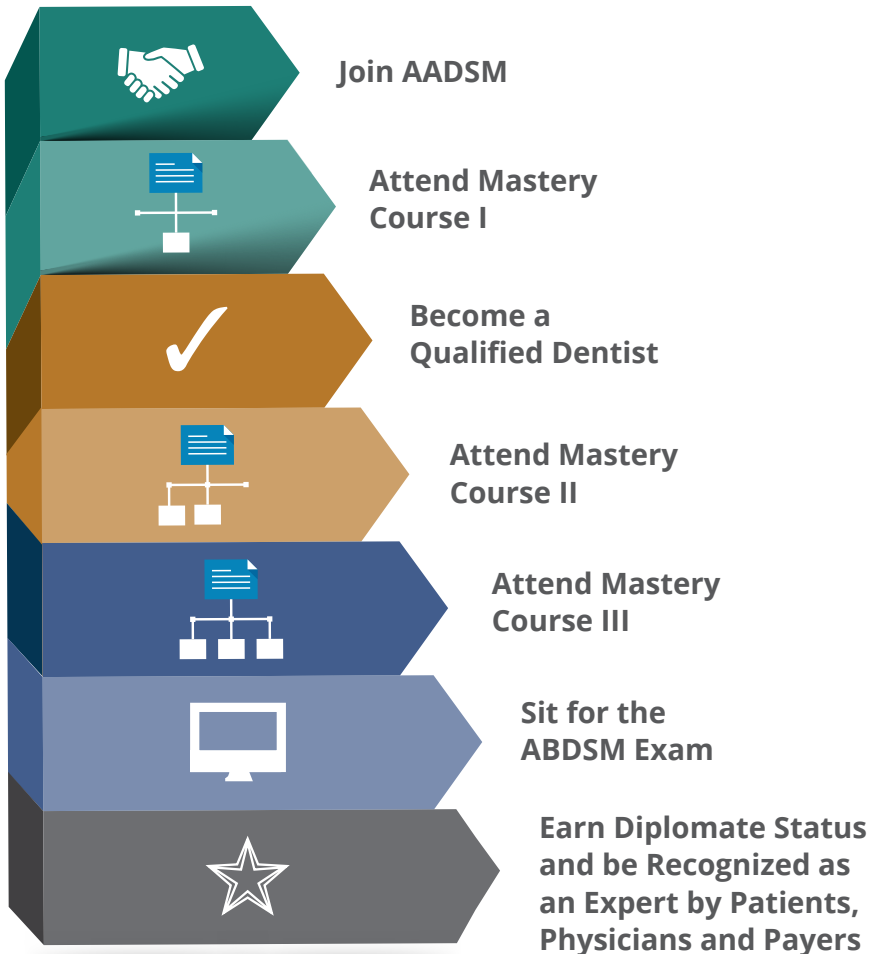 Join AADSM
Attend Mastery
Course I
Become a
Qualified Dentist
Attend Mastery
Course II
Attend Mastery
Course III
Sit for the
ABDSM Exam
Earn Diplomate Status
and be Recognized as
an Expert by Patients,
Physicians and Payers